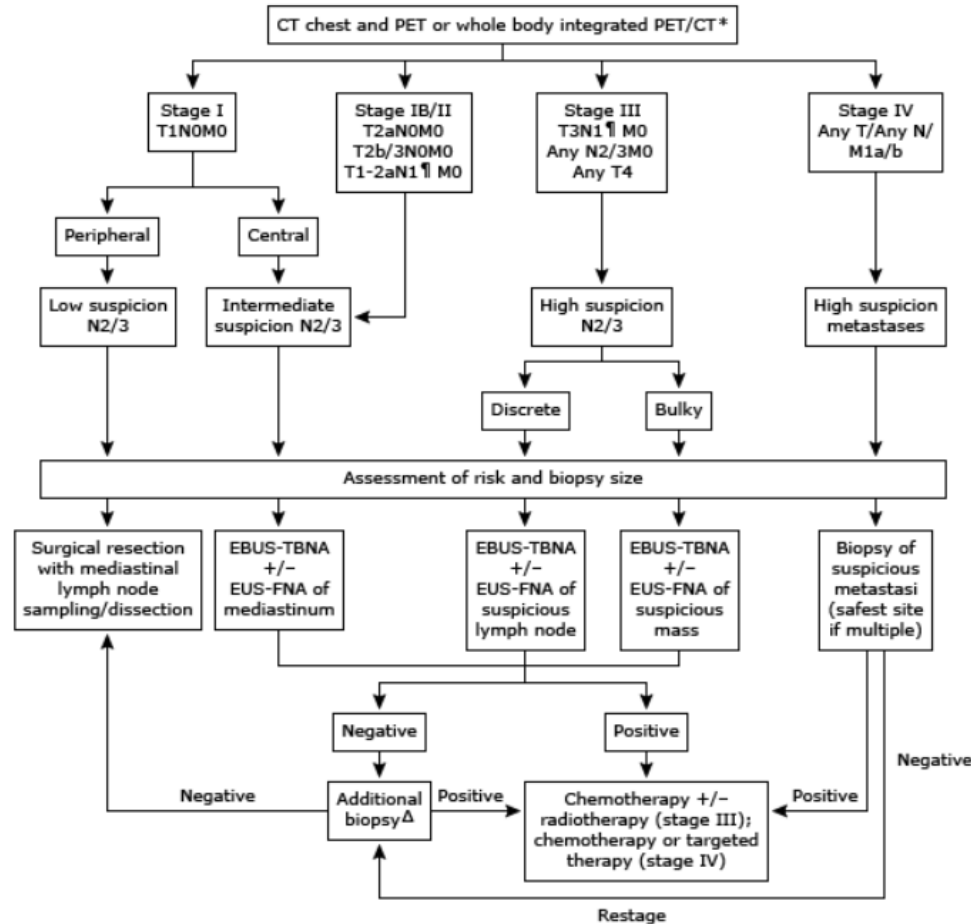 CT chest and PET or whole body integrated PET/CT*
Stage I
T1N0M0
Stage IB/II
T2aN0M0
T2b/3N0M0
T1-2aN1¶ M0
Stage III
T3N1¶ M0
Any N2/3M0
Any T4
Stage IV
Any T/Any N/
M1a/b
Peripheral
Central
Low suspicion
N2/3
Intermediate
suspicion N2/3
High suspicion
N2/3
High suspicion
metastases
Discrete
Bulky
Assessment of risk and biopsy size
Surgical resection
with mediastinal
lymph node
sampling/dissection
EBUS-TBNA
+/−
EUS-FNA of
mediastinum
EBUS-TBNA
+/−
EUS-FNA of
suspicious
lymph node
EBUS-TBNA
+/−
EUS-FNA of
suspicious
mass
Biopsy of
suspicious
metastasi
(safest site
if multiple)
Negative
Positive
Negative
Negative
Additional
biopsyΔ
Positive
Chemotherapy +/−
radiotherapy (stage III);
chemotherapy or targeted
therapy (stage IV)
Positive
Restage